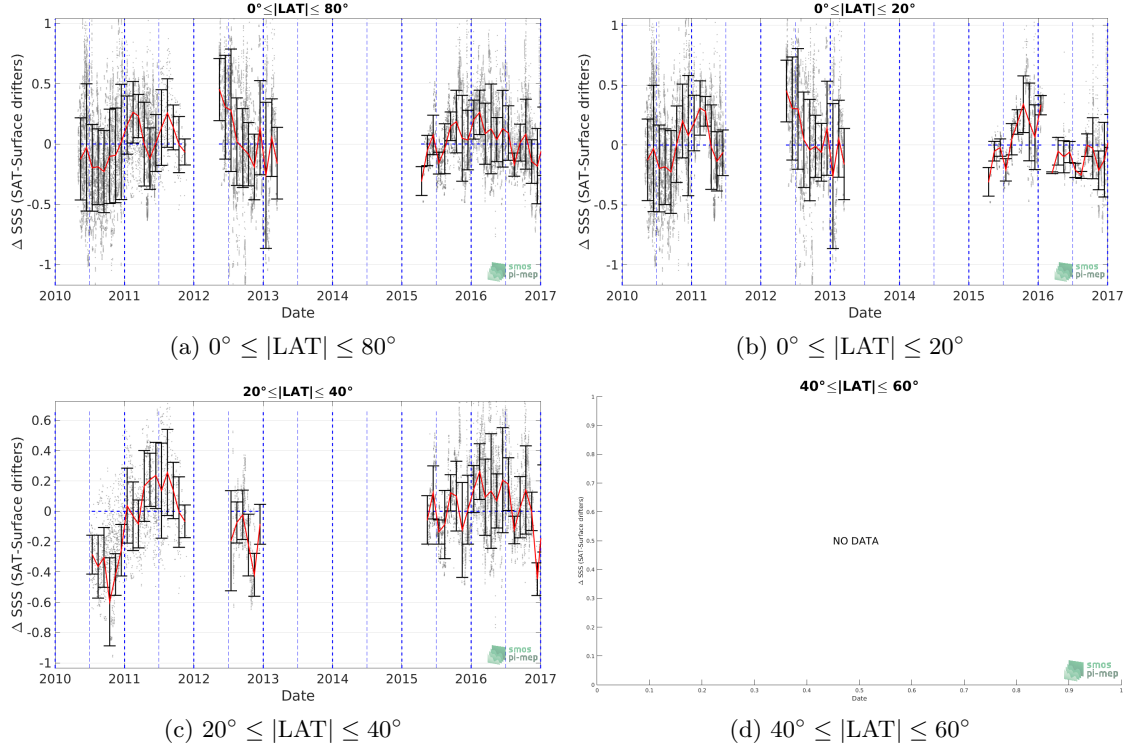 0°≤|LAT|≤ 80°
Δ SSS (SAT-Surface drifters)
1
0.5
0
-0.5
-1
2010 2011 2012 2013 2014 2015 2016 2017
Date
smos
pi-mep
(a) 0° ≤ |LAT| ≤ 80°
0°≤|LAT|≤ 20°
Δ SSS (SAT-Surface drifters)
1
0.5
0
-0.5
-1
2010 2011 2012 2013 2014 2015 2016 2017
Date
smos
pi-mep
(b) 0° ≤ |LAT| ≤ 20°
20°≤|LAT|≤ 40°
Δ SSS (SAT-Surface drifters)
0.6
0.4
0.2
0
-0.2
-0.4
-0.6
-0.8
-1
2010 2011 2012 2013 2014 2015 2016 2017
Date
smos
pi-mep
(c) 20° ≤ |LAT| ≤ 40°
40°≤|LAT|≤ 60°
Δ SSS (SAT-Surface drifters)
1
0.9
0.8
0.7
0.6
0.5
0.4
0.3
0.2
0.1
0
NO DATA
0 0.1 0.2 0.3 0.4 0.5 0.6 0.7 0.8 0.9 1
Date
smos
pi-mep
(d) 40° ≤ |LAT| ≤ 60°